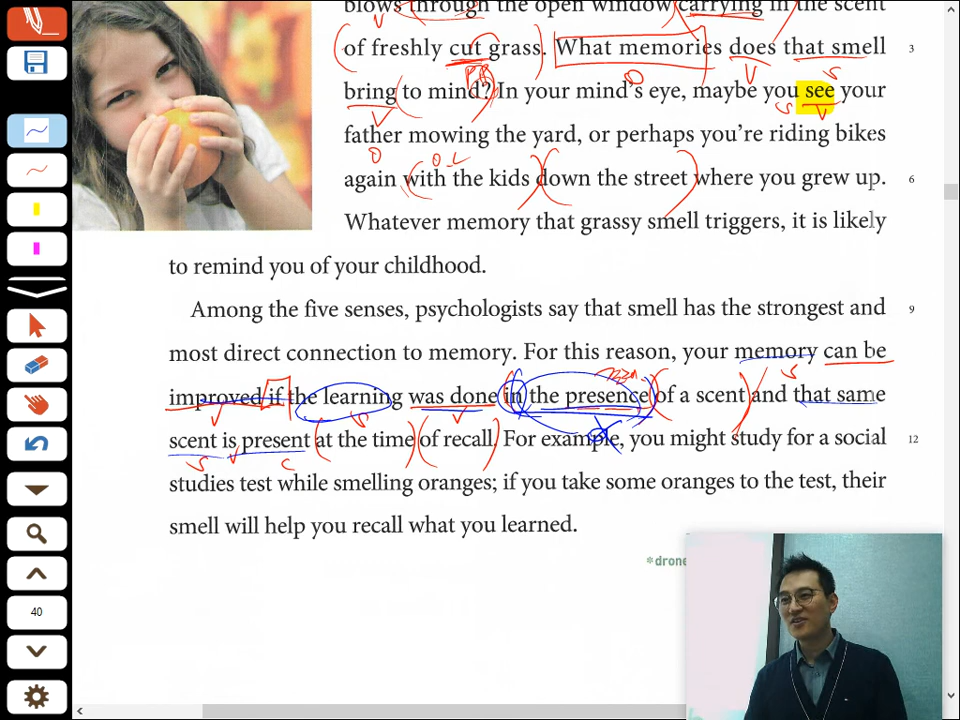 blows through the open window, carrying in the scent
of freshly cut grass. What memories does that smell
3
bring to mind? In your mind's eye, maybe you see your
father mowing the yard, or perhaps you're riding bikes
again with the kids down the street where you grew up.
6
Whatever memory that grassy smell triggers, it is likely
to remind you of your childhood.
Among the five senses, psychologists say that smell has the strongest and
9
most direct connection to memory. For this reason, your memory can be
improved if the learning was done in the presence of a scent and that same
scent is present at the time of recall. For example, you might study for a social
12
studies test while smelling oranges; if you take some oranges to the test, their
smell will help you recall what you learned.
*drone
40